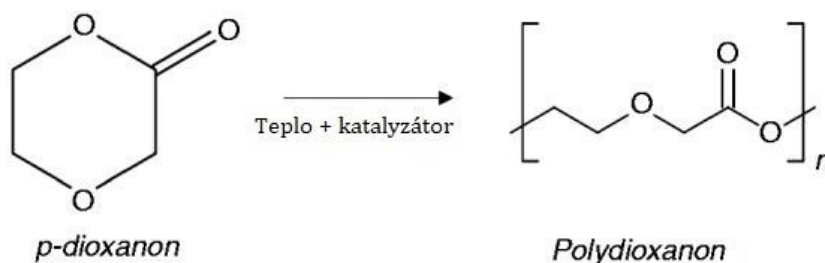 O
O
O
p-dioxanon
Teplo + katalyzátor
O
O
O
n
Polydioxanon